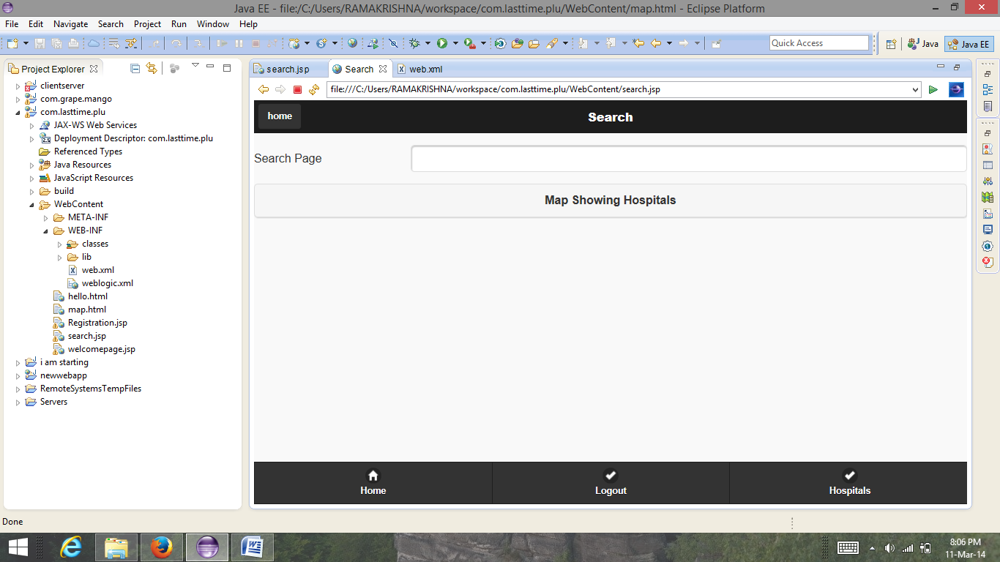 Java EE - file:/C:/Users/RAMAKRISHNA/workspace/com.lasttime.plu/WebContent/map.html - Eclipse Platform
File Edit Navigate Search Project Run Window Help
Quick Access
Java
Java EE
Project Explorer
clientserver
com.grape.mango
com.lasttime.plu
JAX-WS Web Services
Deployment Descriptor: com.lasttime.plu
Referenced Types
Java Resources
JavaScript Resources
build
WebContent
META-INF
WEB-INF
classes
lib
web.xml
weblogic.xml
hello.html
map.html
Registration.jsp
search.jsp
welcomepage.jsp
i am starting
newwebapp
RemoteSystemsTempFiles
Servers
search.jsp Search web.xml
file:///C:/Users/RAMAKRISHNA/workspace/com.lasttime.plu/WebContent/search.jsp
home
Search
Search Page
Map Showing Hospitals
Home Logout Hospitals
Done
8:06 PM
11-Mar-14